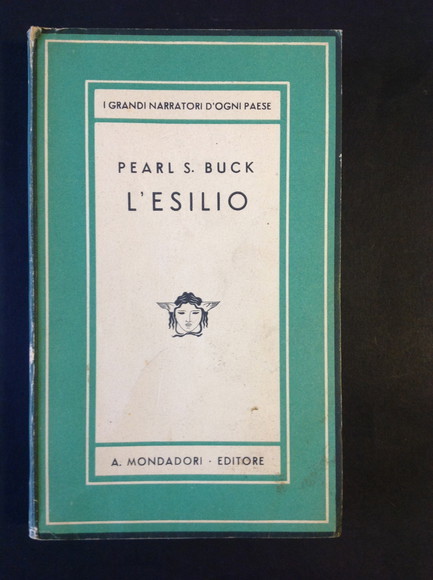 I GRANDI NARRATORI D'OGNI PAESE
PEARL S. BUCK
L'ESILIO
A. MONDADORI · EDITORE